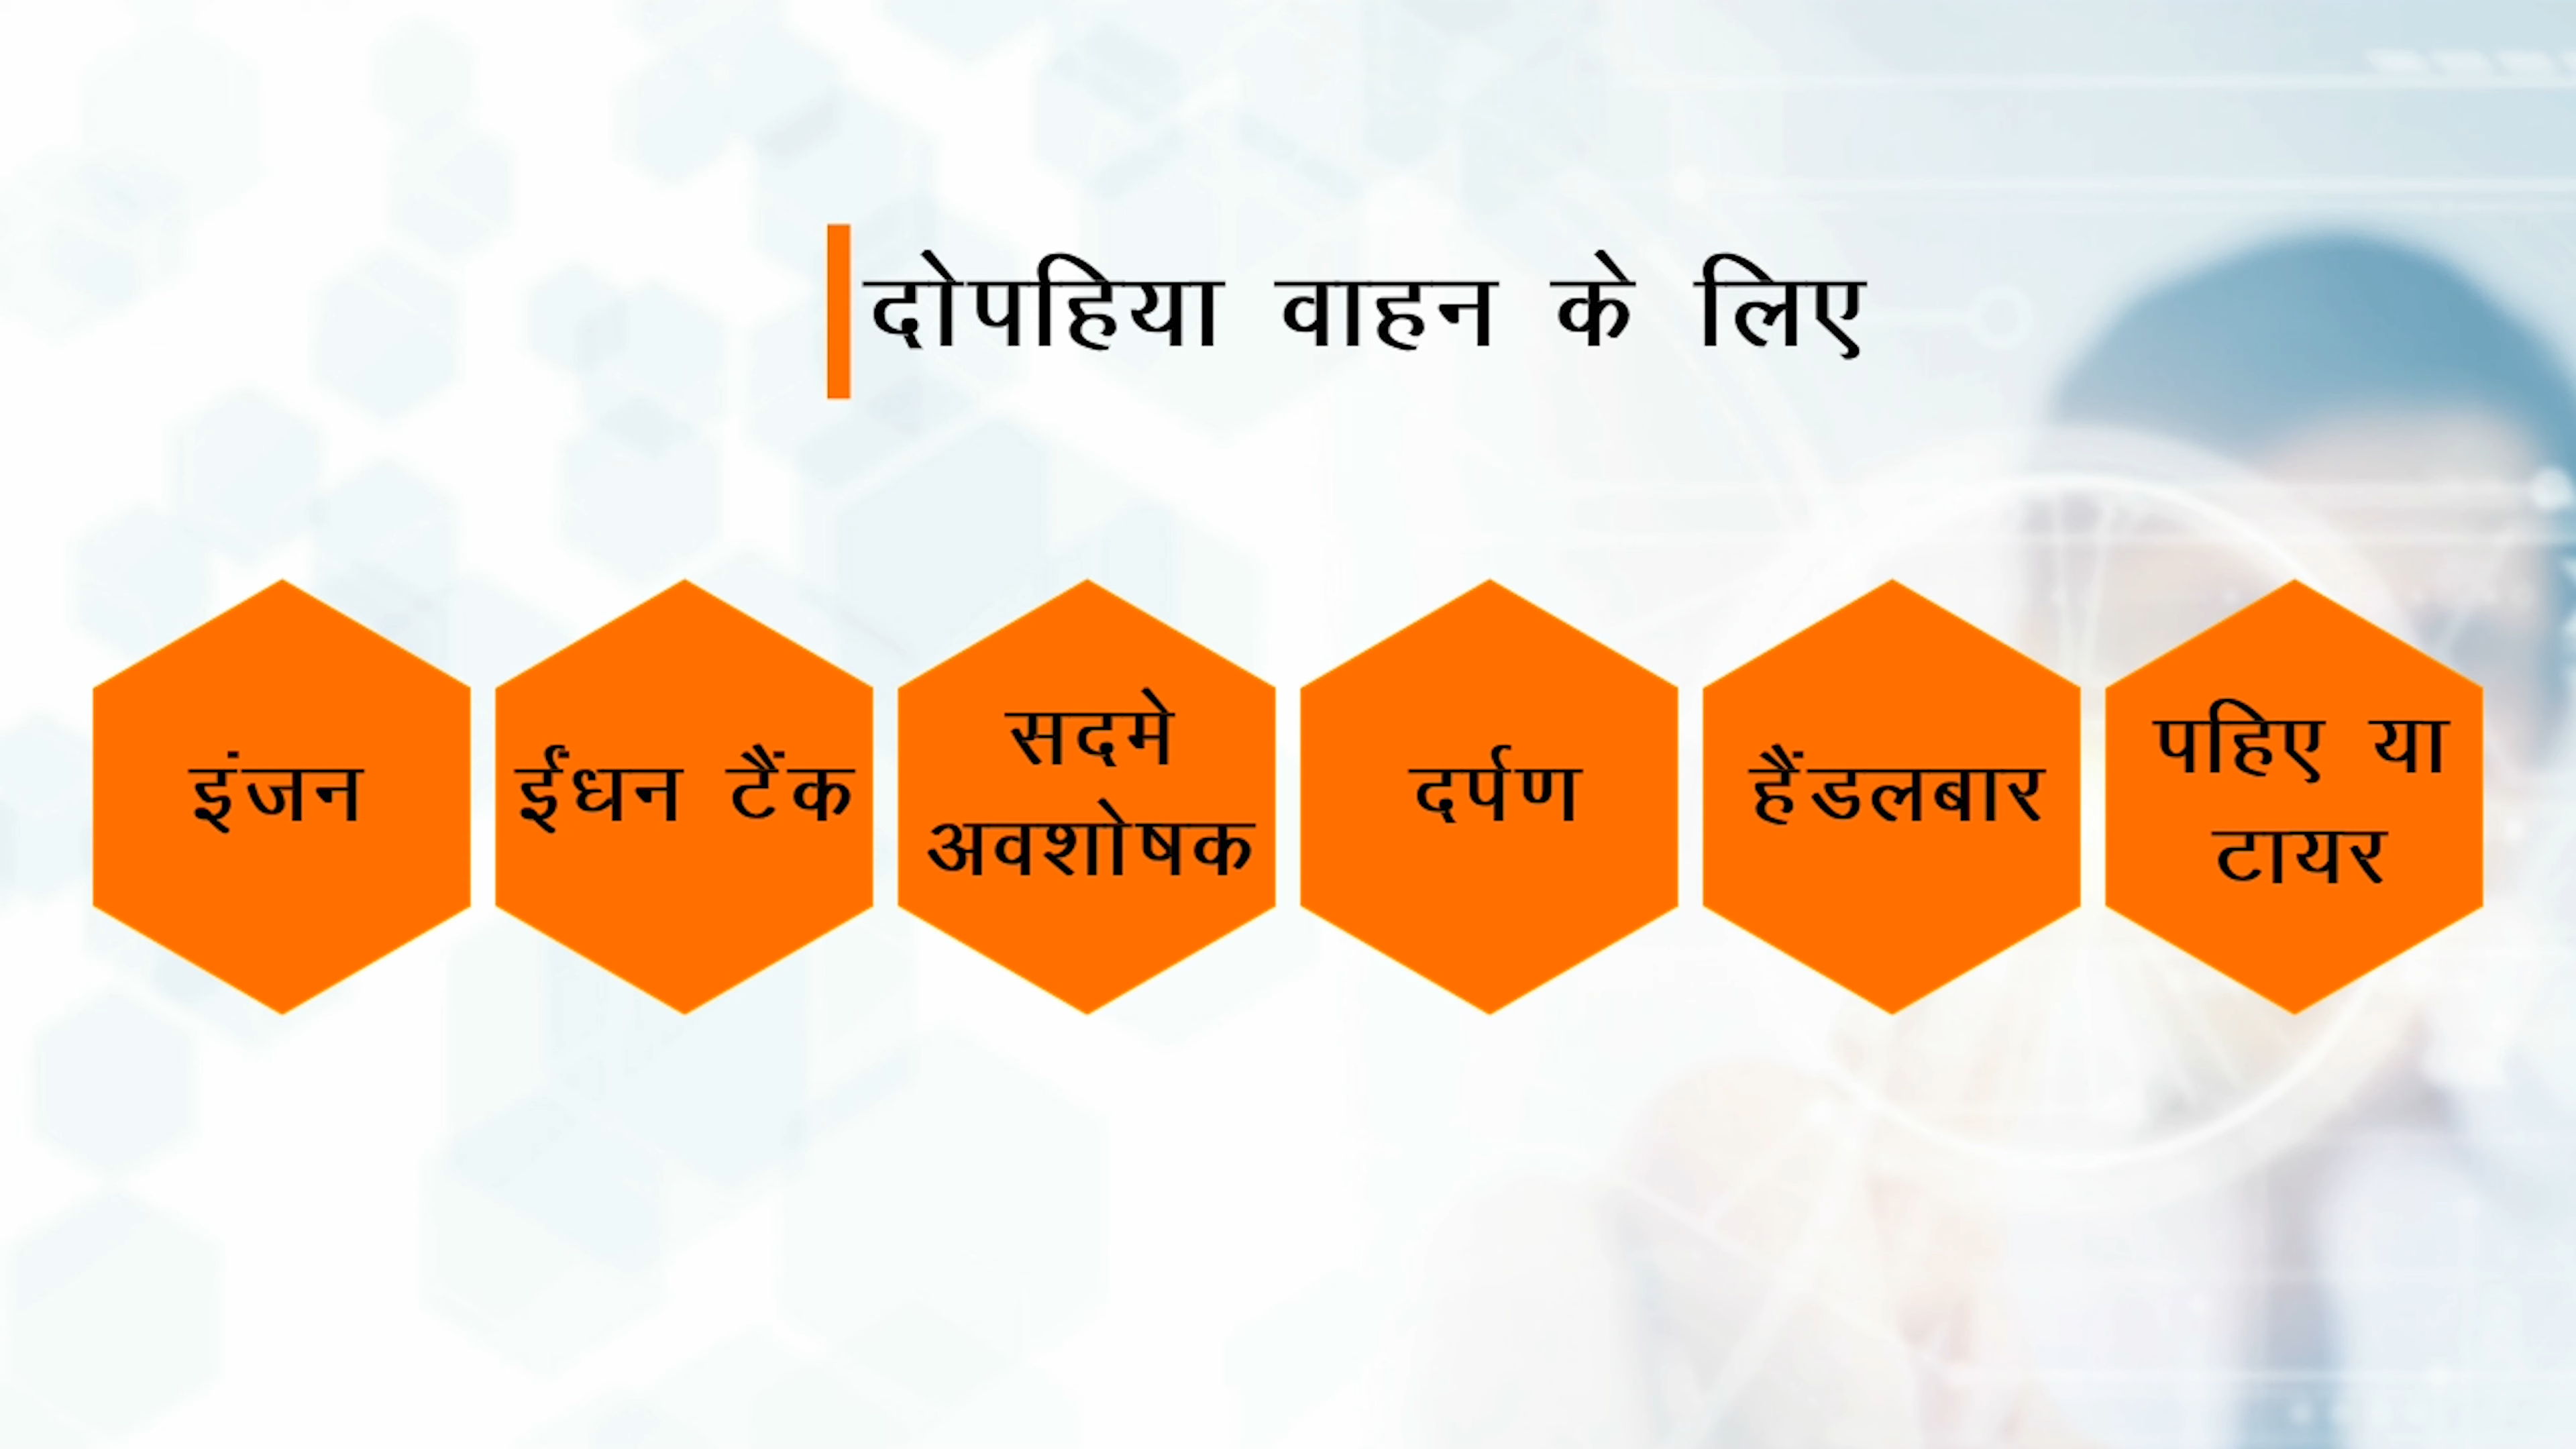 दोपहिया वाहन के लिए
इंजन
ईंधन टैंक
सदमे
अवशोषक
दर्पण
हैंडलबार
पहिए या
टायर